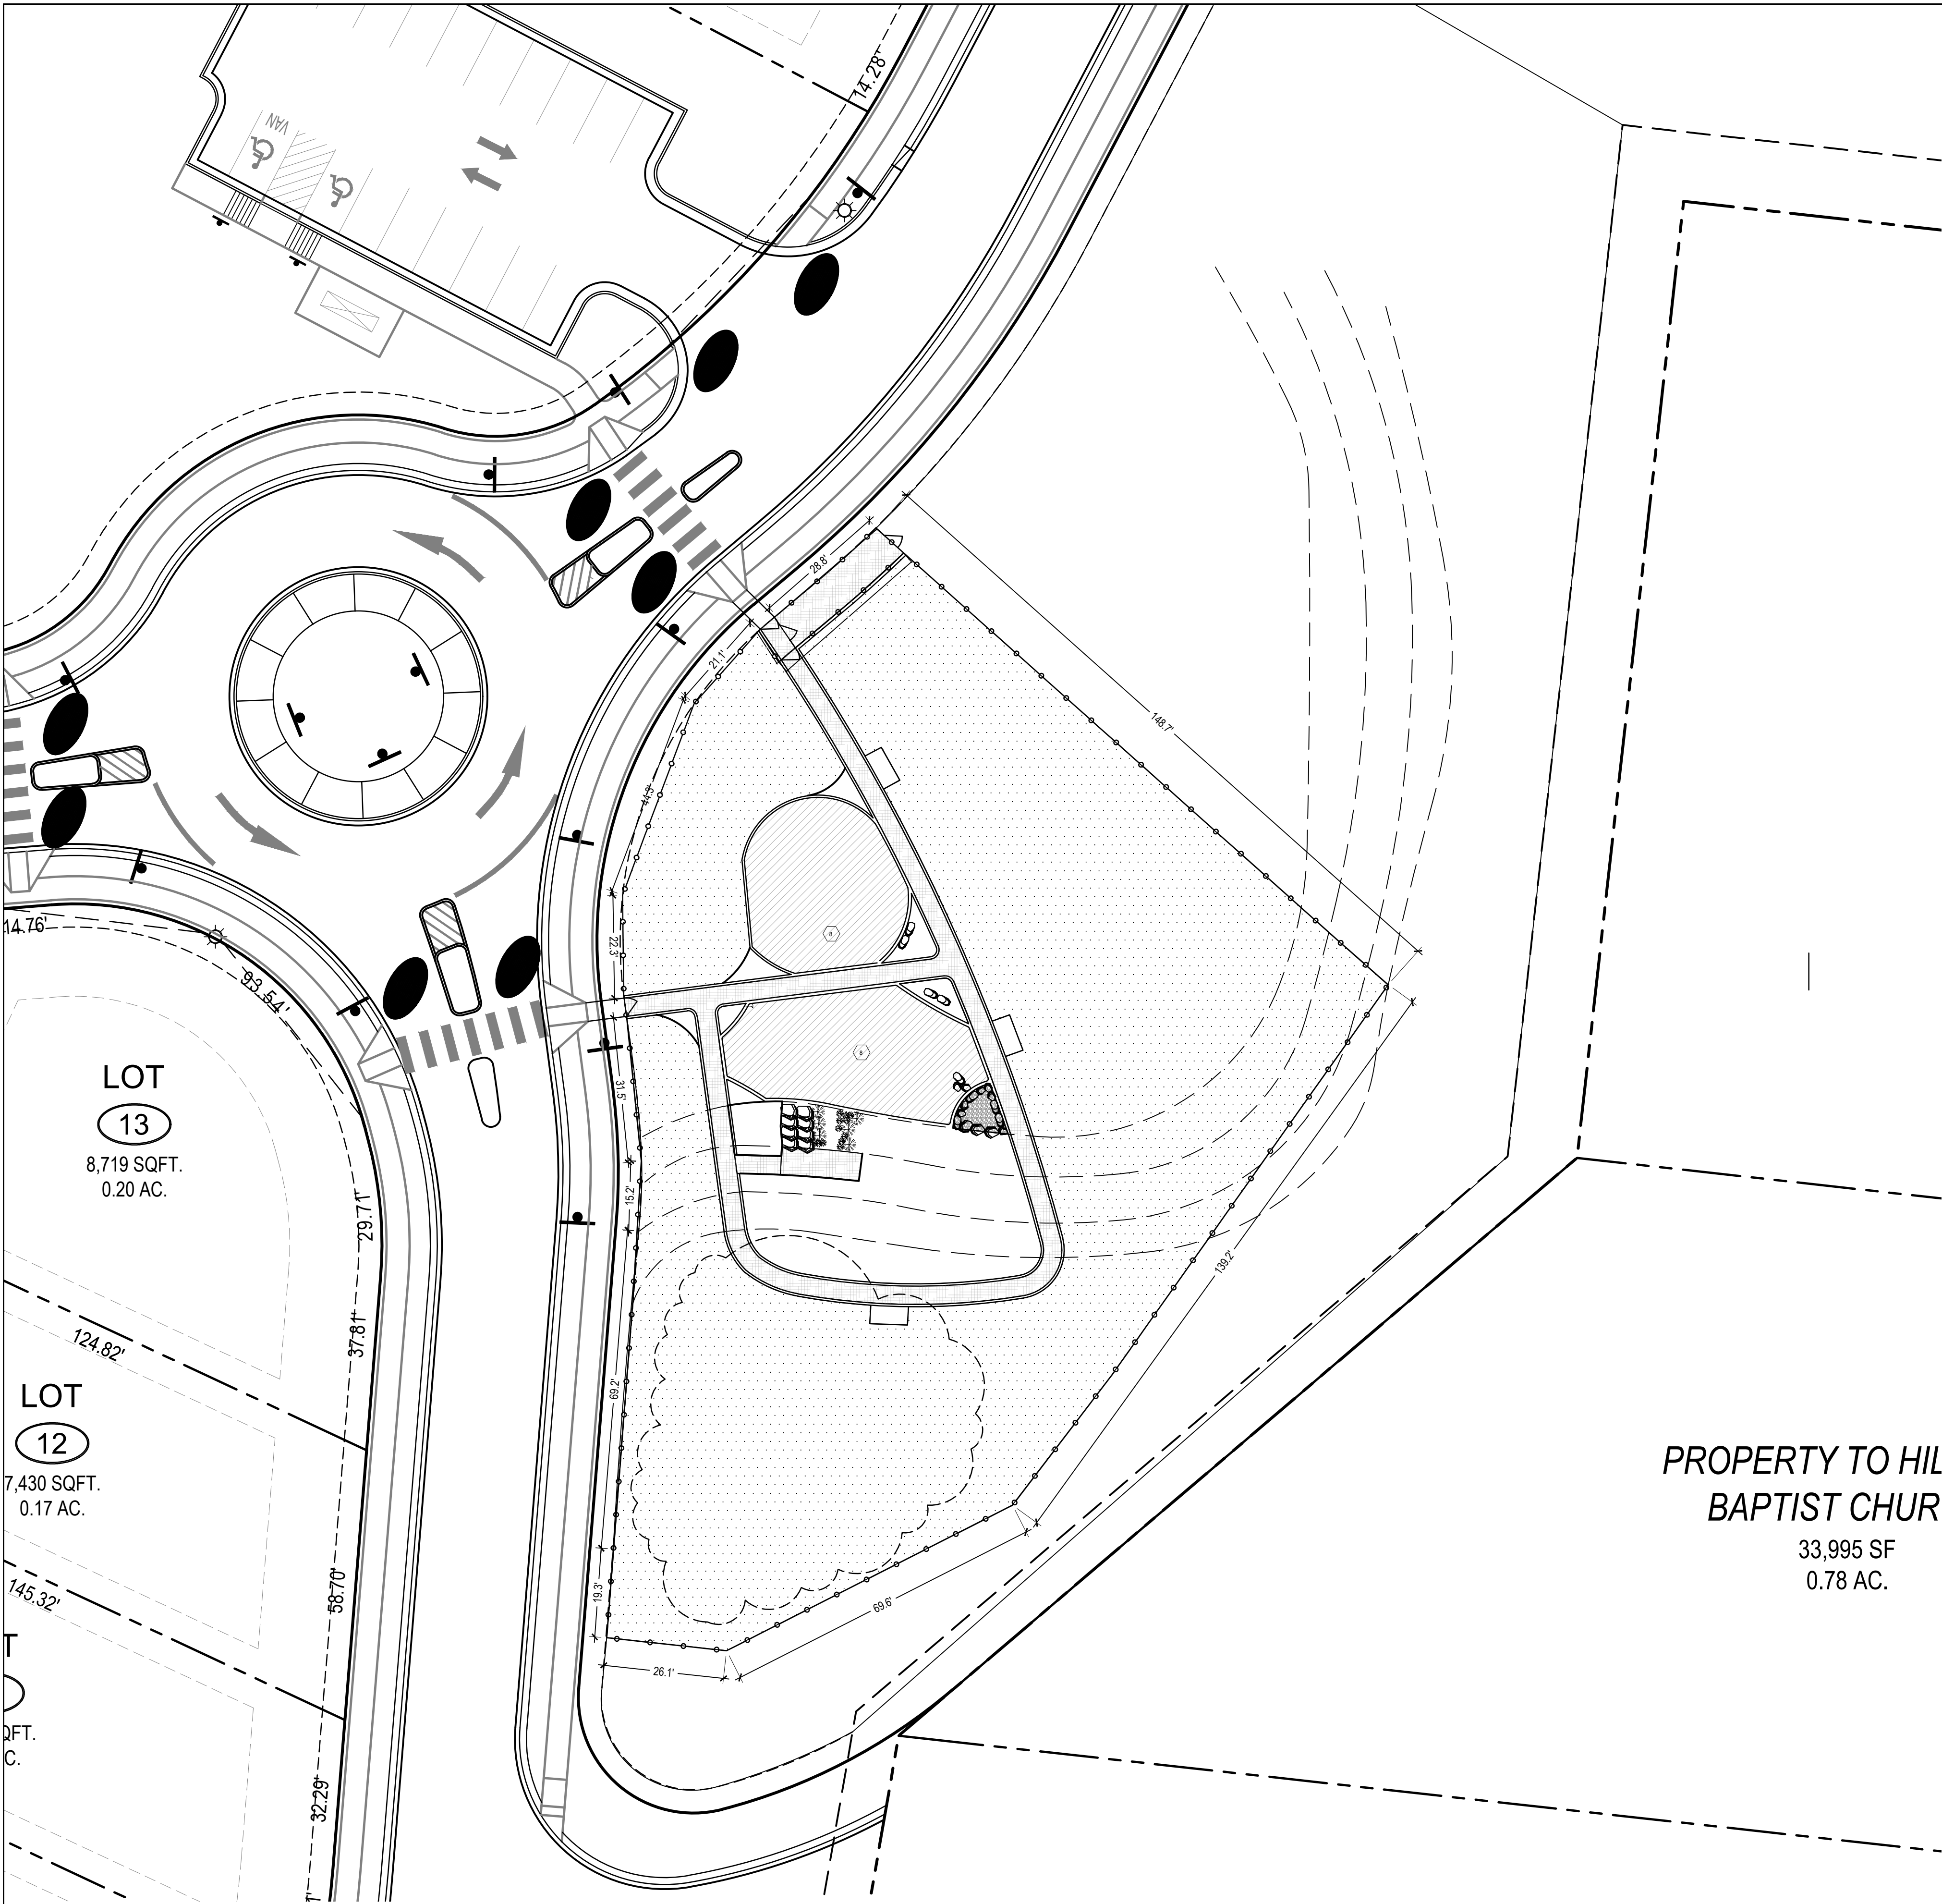 14.28'
VAN
28.8'
21.1'
148.7'
44.3'
22.3'
8
14.76'
93.54'
8
LOT
13
8,719 SQFT.
0.20 AC.
31.5'
15.2'
29.71'
139.2'
37.81'
124.82'
LOT
12
7,430 SQFT.
0.17 AC.
69.2'
PROPERTY TO HIL
BAPTIST CHUR
33,995 SF
0.78 AC.
58.70'
145.32'
19.3'
69.6'
T
26.1'
QFT.
C.
32.29'